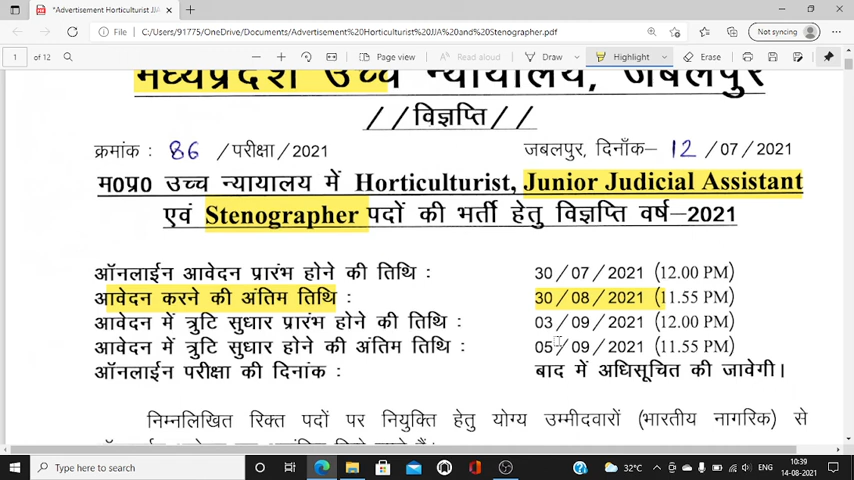 *Advertisement Horticulturist JJA
C:/Users/91775/OneDrive/Documents/Advertisement%20Horticulturist%20JJA%20and%20Stenographer.pdf
Not syncing
1 of 12
Page view
Read aloud
Draw
Highlight
Erase
मध्यप्रदेश उच्च न्यायालय, जबलपुर
//विज्ञप्ति//
क्रमांक : 86 /परीक्षा/2021 जबलपुर, दिनाँक– 12 /07/2021
म0प्र0 उच्च न्यायालय में Horticulturist, Junior Judicial Assistant
एवं Stenographer पदों की भर्ती हेतु विज्ञप्ति वर्ष–2021
ऑनलाईन आवेदन प्रारंभ होने की तिथि : 30/07/2021 (12.00 PM)
आवेदन करने की अंतिम तिथि : 30/08/2021 (11.55 PM)
आवेदन में त्रुटि सुधार प्रारंभ होने की तिथि : 03/09/2021 (12.00 PM)
आवेदन में त्रुटि सुधार होने की अंतिम तिथि : 05/09/2021 (11.55 PM)
ऑनलाईन परीक्षा की दिनांक : बाद में अधिसूचित की जावेगी।
निम्नलिखित रिक्त पदों पर नियुक्ति हेतु योग्य उम्मीदवारों (भारतीय नागरिक) से
Type here to search
32°C
ENG
10:39
14-08-2021